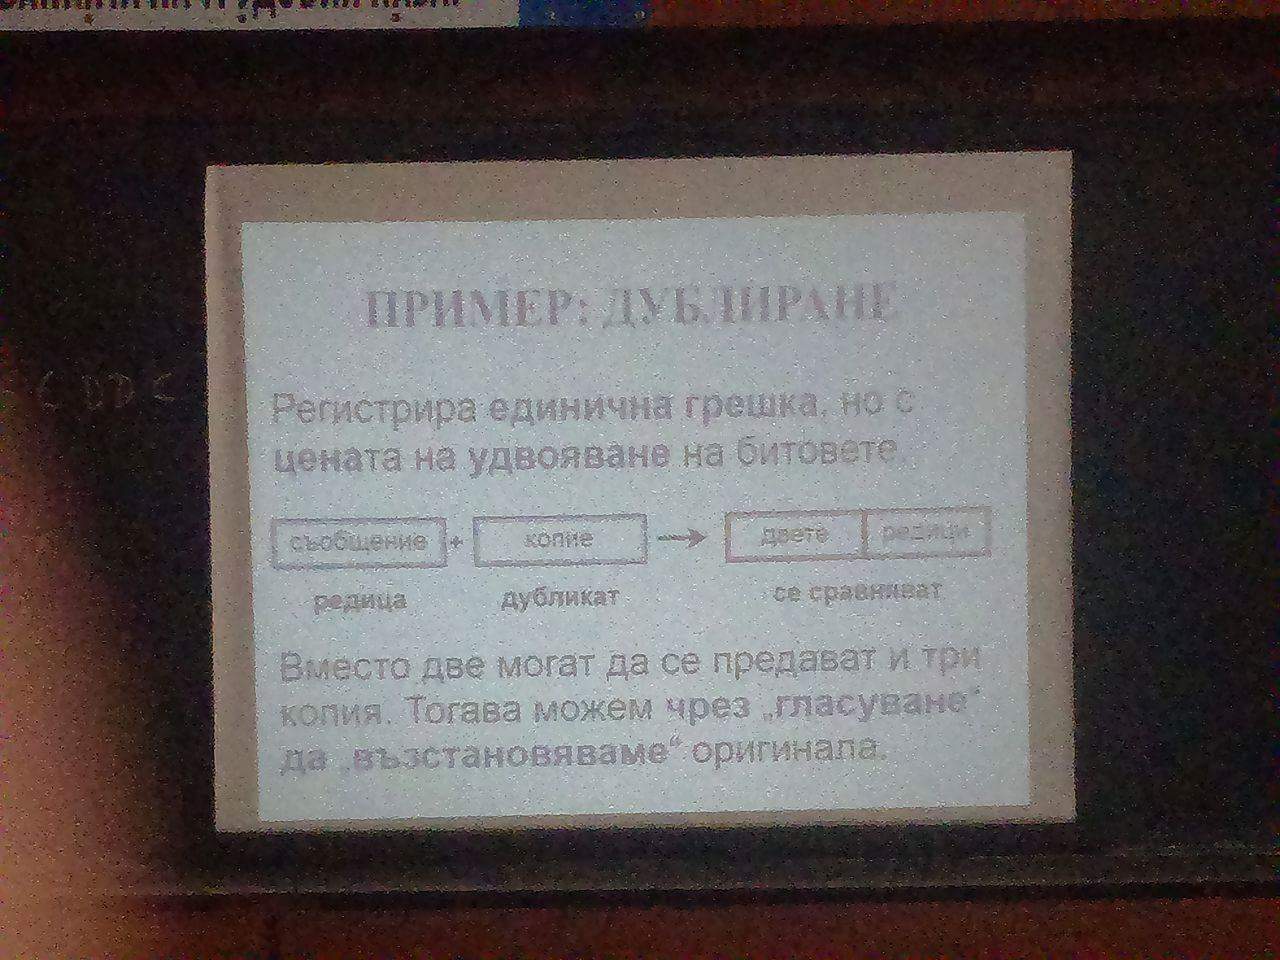 ПРИМЕР: ДУБЛИРАНЕ
Регистрира единична грешка, но с
цената на удвояване на битовете.
съобщение + копие → двете редици
редица дубликат се сравняват
Вместо две могат да се предават и три
копия. Тогава можем чрез „гласуване“
да „възстановяваме“ оригинала.